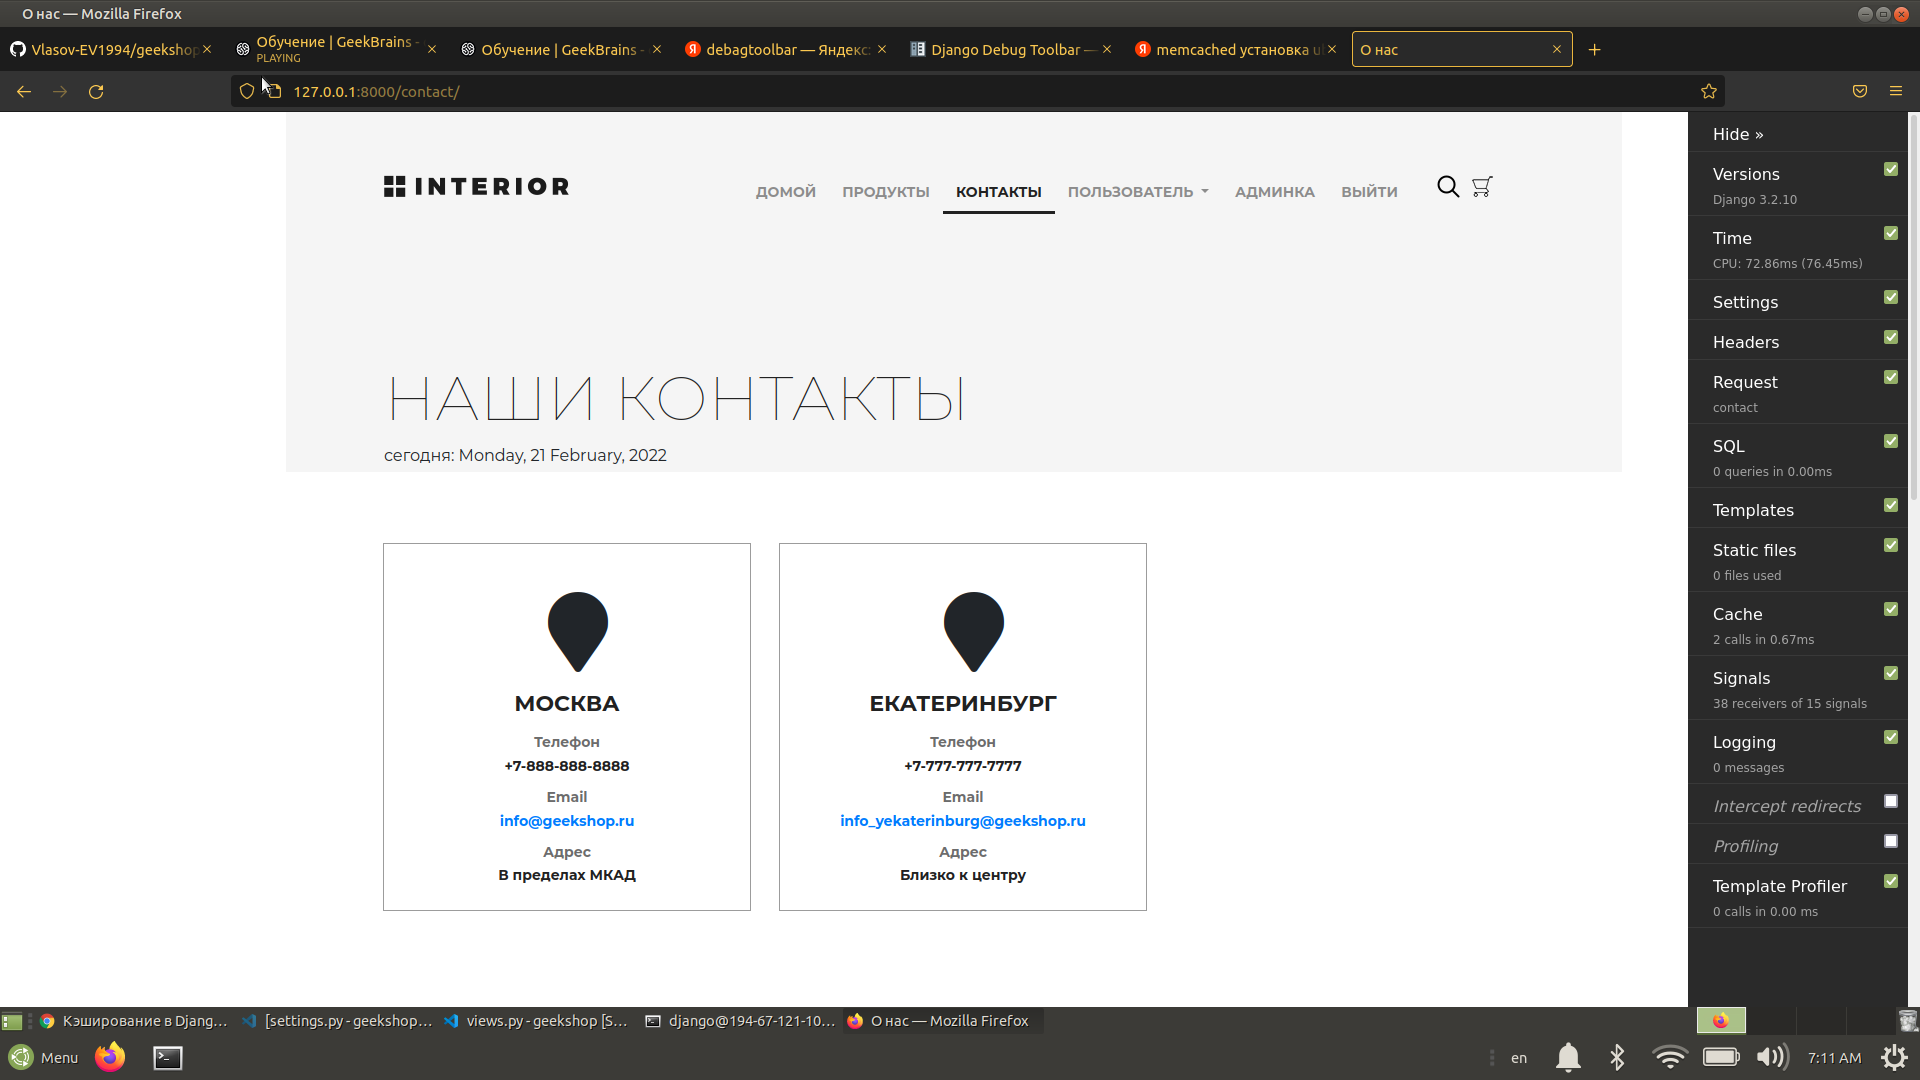 О нас — Mozilla Firefox
Vlasov-EV1994/geekshop
Обучение | GeekBrains -
PLAYING
Обучение | GeekBrains -
debagtoolbar — Яндекс:
Django Debug Toolbar —
memcached установка ul
О нас
127.0.0.1:8000/contact/
INTERIOR
ДОМОЙ
ПРОДУКТЫ
КОНТАКТЫ
ПОЛЬЗОВАТЕЛЬ
АДМИНКА
ВЫЙТИ
НАШИ КОНТАКТЫ
сегодня: Monday, 21 February, 2022
МОСКВА
Телефон
+7-888-888-8888
Email
info@geekshop.ru
Адрес
В пределах МКАД
ЕКАТЕРИНБУРГ
Телефон
+7-777-777-7777
Email
info_yekaterinburg@geekshop.ru
Адрес
Близко к центру
Hide »
Versions
Django 3.2.10
Time
CPU: 72.86ms (76.45ms)
Settings
Headers
Request
contact
SQL
0 queries in 0.00ms
Templates
Static files
0 files used
Cache
2 calls in 0.67ms
Signals
38 receivers of 15 signals
Logging
0 messages
Intercept redirects
Profiling
Template Profiler
0 calls in 0.00 ms
Кэширование в Djang...
[settings.py - geekshop...
views.py - geekshop [S...
django@194-67-121-10...
О нас — Mozilla Firefox
Menu
en
7:11 AM